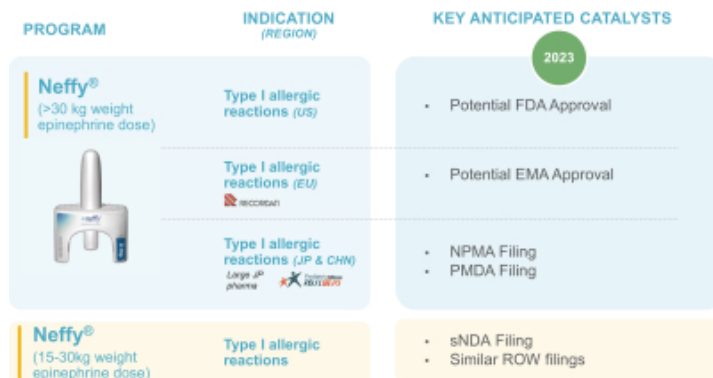 PROGRAM
INDICATION
(REGION)
KEY ANTICIPATED CATALYSTS
2023
Neffy®
(>30 kg weight
epinephrine dose)
neffy
Type I allergic
reactions (US)
• Potential FDA Approval
Type I allergic
reactions (EU)
RECORDATI
• Potential EMA Approval
Type I allergic
reactions (JP & CHN)
Large JP
pharma
• NPMA Filing
• PMDA Filing
Neffy®
(15-30kg weight
epinephrine dose)
Type I allergic
reactions
• sNDA Filing
• Similar ROW filings